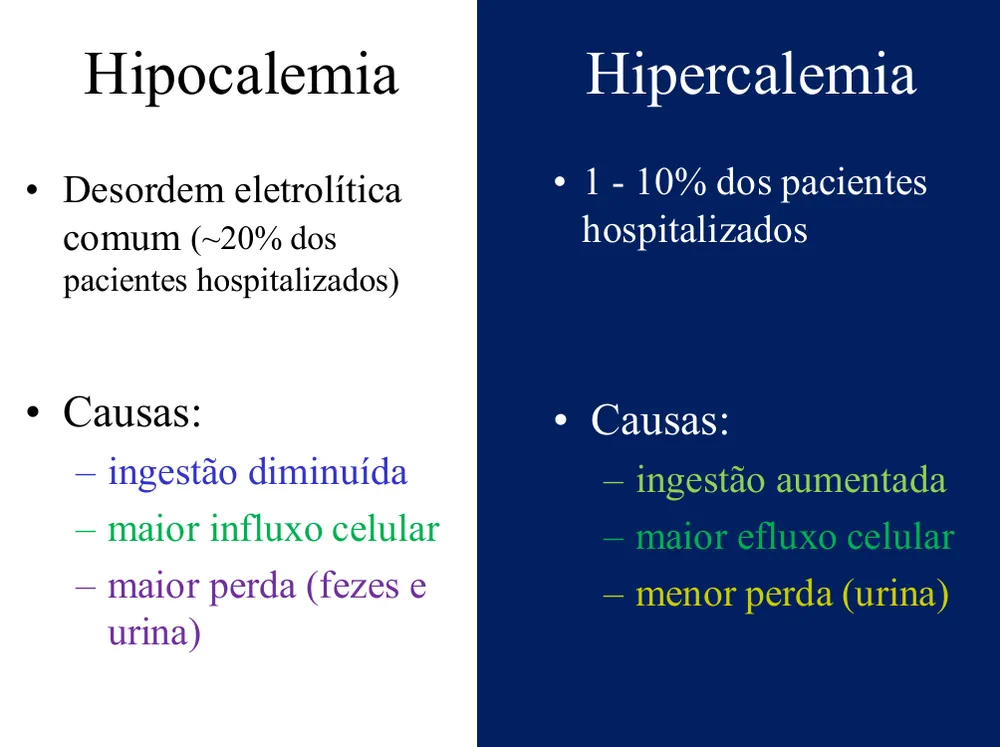 Hipocalemia
• Desordem eletrolítica
comum (~20% dos
pacientes hospitalizados)
• Causas:
– ingestão diminuída
– maior influxo celular
– maior perda (fezes e
urina)
Hipercalemia
• 1 - 10% dos pacientes
hospitalizados
• Causas:
– ingestão aumentada
– maior efluxo celular
– menor perda (urina)